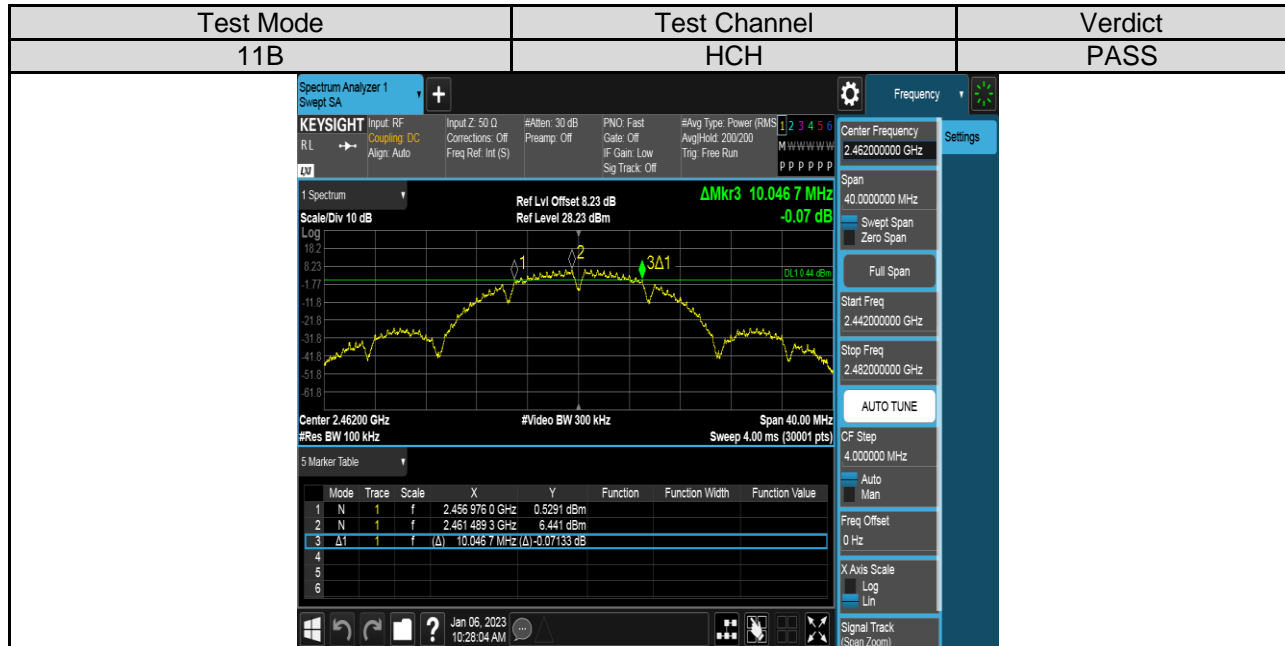 Test Mode Test Channel Verdict
11B HCH PASS
Spectrum Analyzer 1
Swept SA
+
Frequency
KEYSIGHT
RL
LXI
Input: RF
Coupling: DC
Align: Auto
Input Z: 50 Ω
Corrections: Off
Freq Ref: Int (S)
#Atten: 30 dB
Preamp: Off
PNO: Fast
Gate: Off
IF Gain: Low
Sig Track: Off
#Avg Type: Power (RMS
Avg|Hold: 200/200
Trig: Free Run
1 2 3 4 5 6
M W W W W W
P P P P P P
1 Spectrum
Scale/Div 10 dB
Ref Lvl Offset 8.23 dB
Ref Level 28.23 dBm
ΔMkr3 10.046 7 MHz
-0.07 dB
Log
18.2
8.23
-1.77
-11.8
-21.8
-31.8
-41.8
-51.8
-61.8
1
2
3Δ1
DL1 0.44 dBm
Center 2.46200 GHz
#Video BW 300 kHz
Span 40.00 MHz
#Res BW 100 kHz
Sweep 4.00 ms (30001 pts)
5 Marker Table
Mode Trace Scale X Y Function Function Width Function Value
1 N 1 f 2.456 976 0 GHz 0.5291 dBm
2 N 1 f 2.461 489 3 GHz 6.441 dBm
3 Δ1 1 f (Δ) 10.046 7 MHz (Δ) -0.07133 dB
4
5
6
?
Jan 06, 2023
10:28:04 AM
Settings
Center Frequency
2.462000000 GHz
Span
40.0000000 MHz
Swept Span
Zero Span
Full Span
Start Freq
2.442000000 GHz
Stop Freq
2.482000000 GHz
AUTO TUNE
CF Step
4.000000 MHz
Auto
Man
Freq Offset
0 Hz
X Axis Scale
Log
Lin
Signal Track
(Span Zoom)